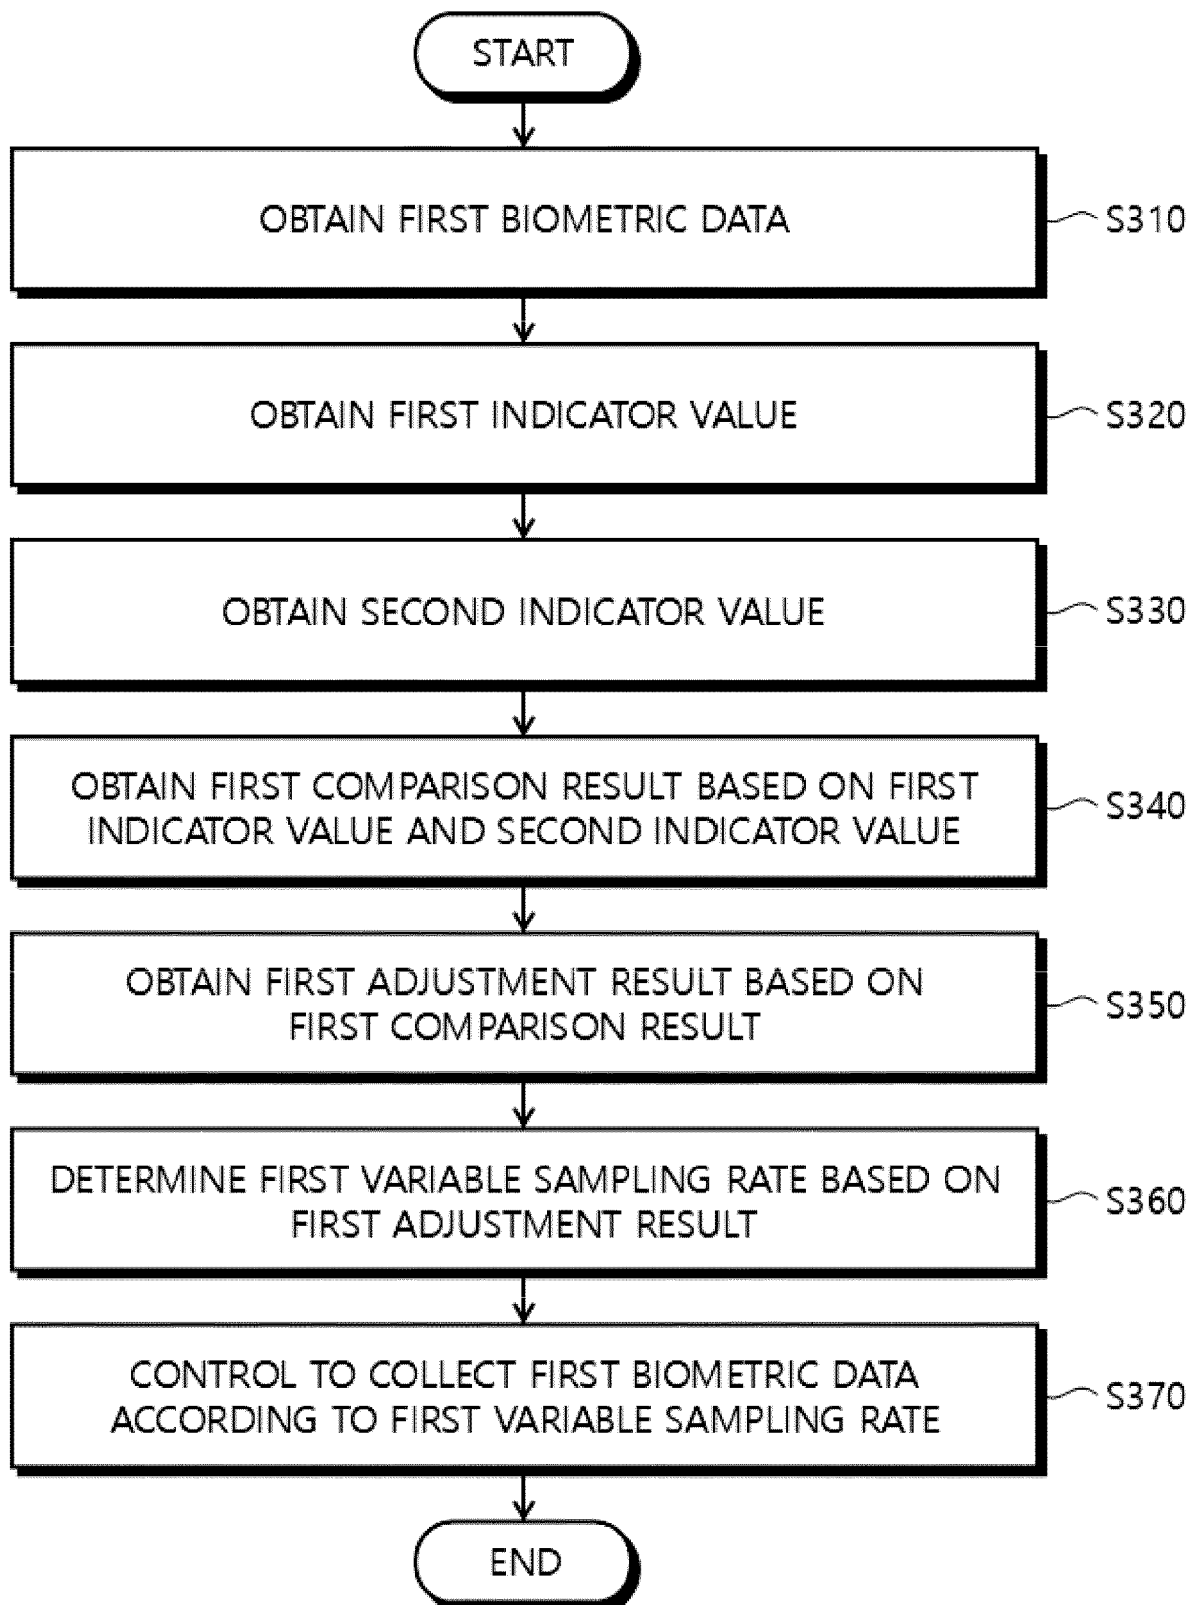 START
OBTAIN FIRST BIOMETRIC DATA
S310
OBTAIN FIRST INDICATOR VALUE
S320
OBTAIN SECOND INDICATOR VALUE
S330
OBTAIN FIRST COMPARISON RESULT BASED ON FIRST
INDICATOR VALUE AND SECOND INDICATOR VALUE
S340
OBTAIN FIRST ADJUSTMENT RESULT BASED ON
FIRST COMPARISON RESULT
S350
DETERMINE FIRST VARIABLE SAMPLING RATE BASED ON
FIRST ADJUSTMENT RESULT
S360
CONTROL TO COLLECT FIRST BIOMETRIC DATA
ACCORDING TO FIRST VARIABLE SAMPLING RATE
S370
END